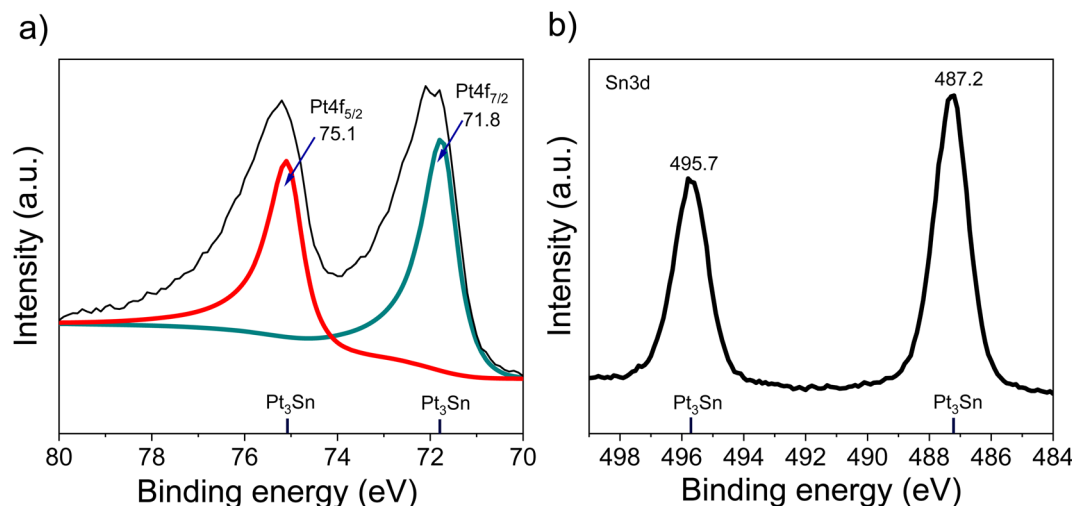 a)
Pt4f5/2
75.1
Pt4f7/2
71.8
Intensity (a.u.)
Pt3Sn
Pt3Sn
80 78 76 74 72 70
Binding energy (eV)
b)
Sn3d
487.2
495.7
Intensity (a.u.)
Pt3Sn
Pt3Sn
498 496 494 492 490 488 486 484
Binding energy (eV)